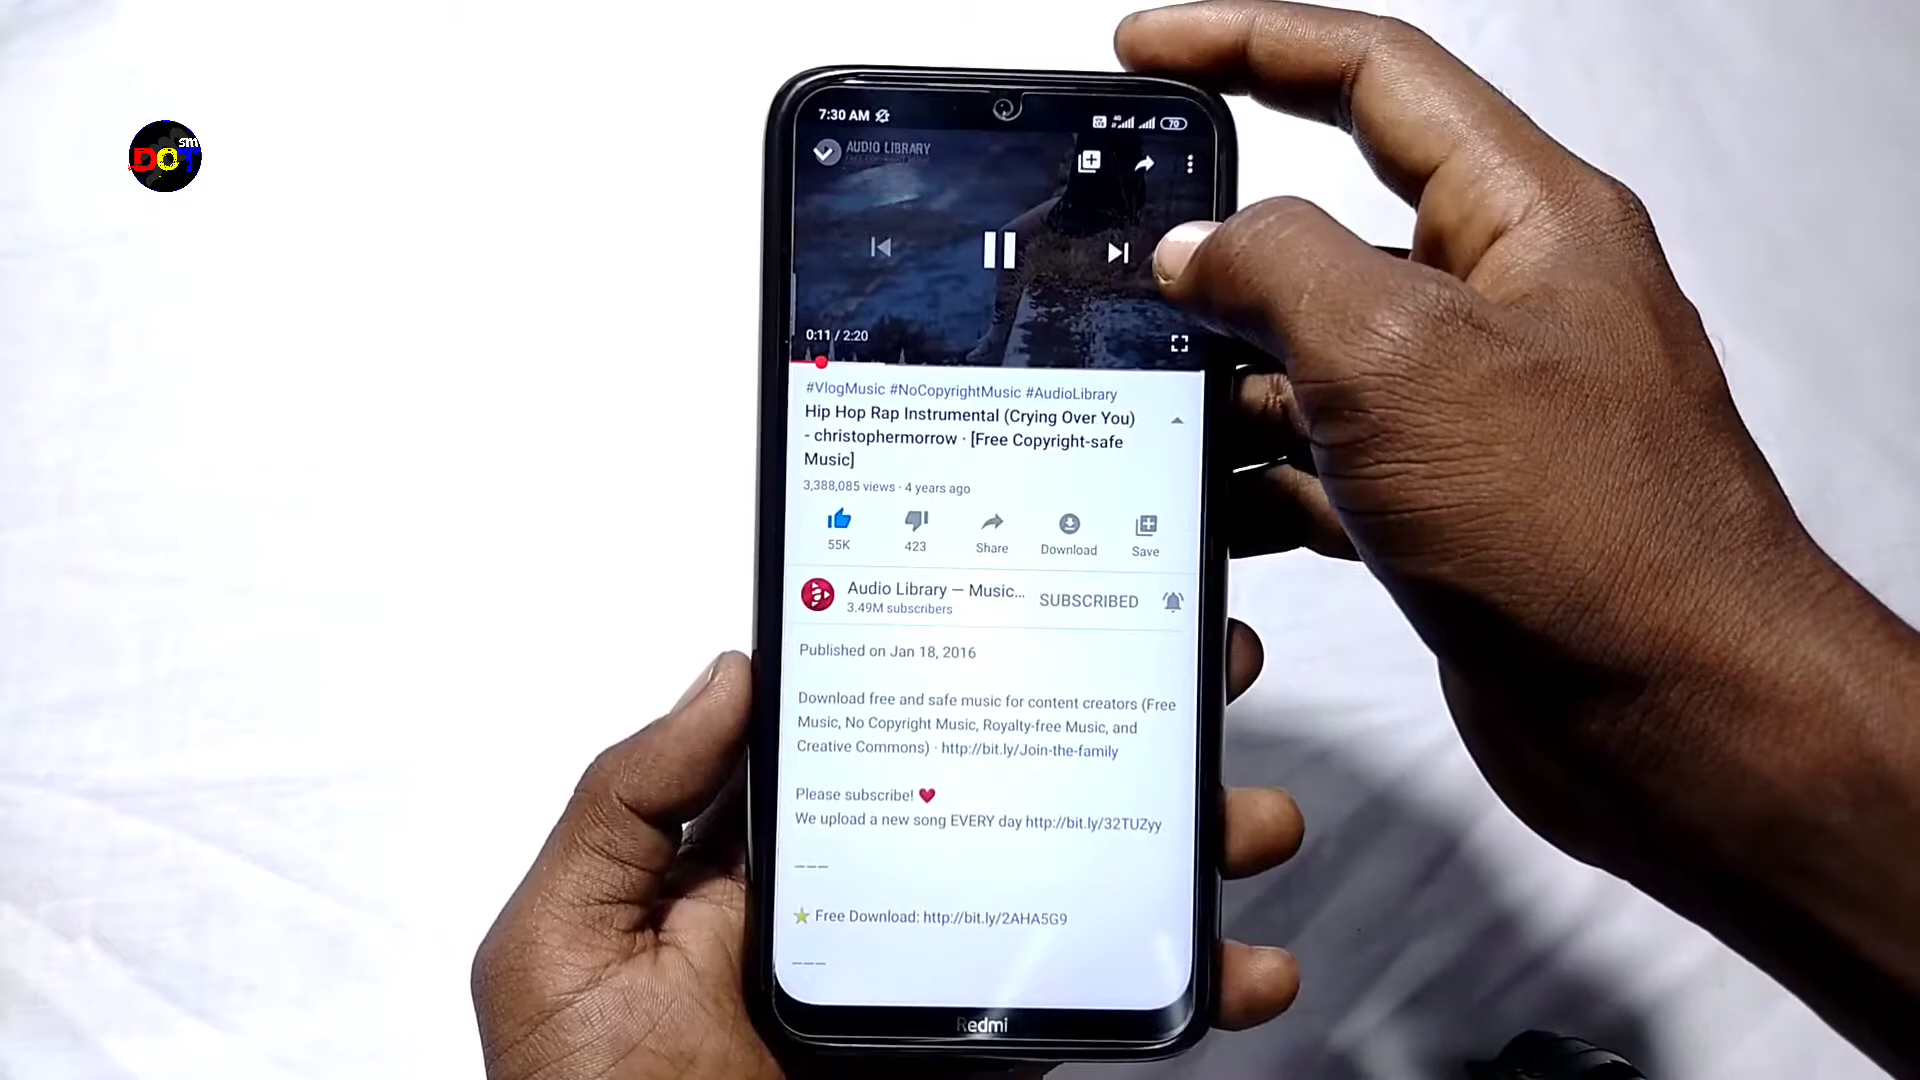 sm
DOT
7:30 AM
4G
70
AUDIO LIBRARY
0:11 / 2:20
#VlogMusic #NoCopyrightMusic #AudioLibrary
Hip Hop Rap Instrumental (Crying Over You)
- christophermorrow · [Free Copyright-safe
Music]
3,388,085 views · 4 years ago
55K
423
Share
Download
Save
Audio Library — Music...
SUBSCRIBED
3.49M subscribers
Published on Jan 18, 2016
Download free and safe music for content creators (Free
Music, No Copyright Music, Royalty-free Music, and
Creative Commons) · http://bit.ly/Join-the-family
Please subscribe! ❤
We upload a new song EVERY day http://bit.ly/32TUZyy
———
⭐ Free Download: http://bit.ly/2AHA5G9
———
Redmi